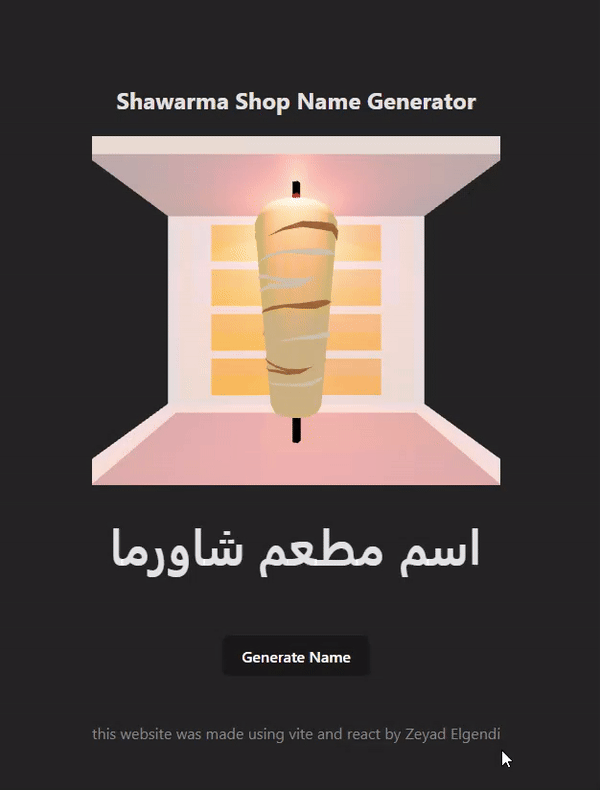 Shawarma Shop Name Generator
اسم مطعم شاورما
Generate Name
this website was made using vite and react by Zeyad Elgendi